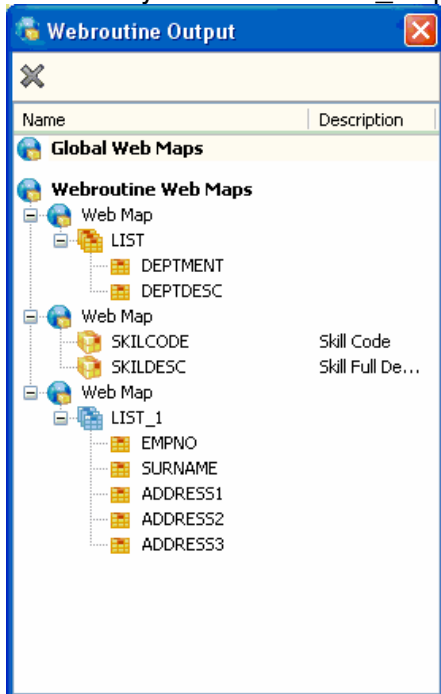 Webroutine Output
Name Description
Global Web Maps
Webroutine Web Maps
Web Map
LIST
DEPTMENT
DEPTDESC
Web Map
SKILCODE Skill Code
SKILDESC Skill Full De...
Web Map
LIST_1
EMPNO
SURNAME
ADDRESS1
ADDRESS2
ADDRESS3